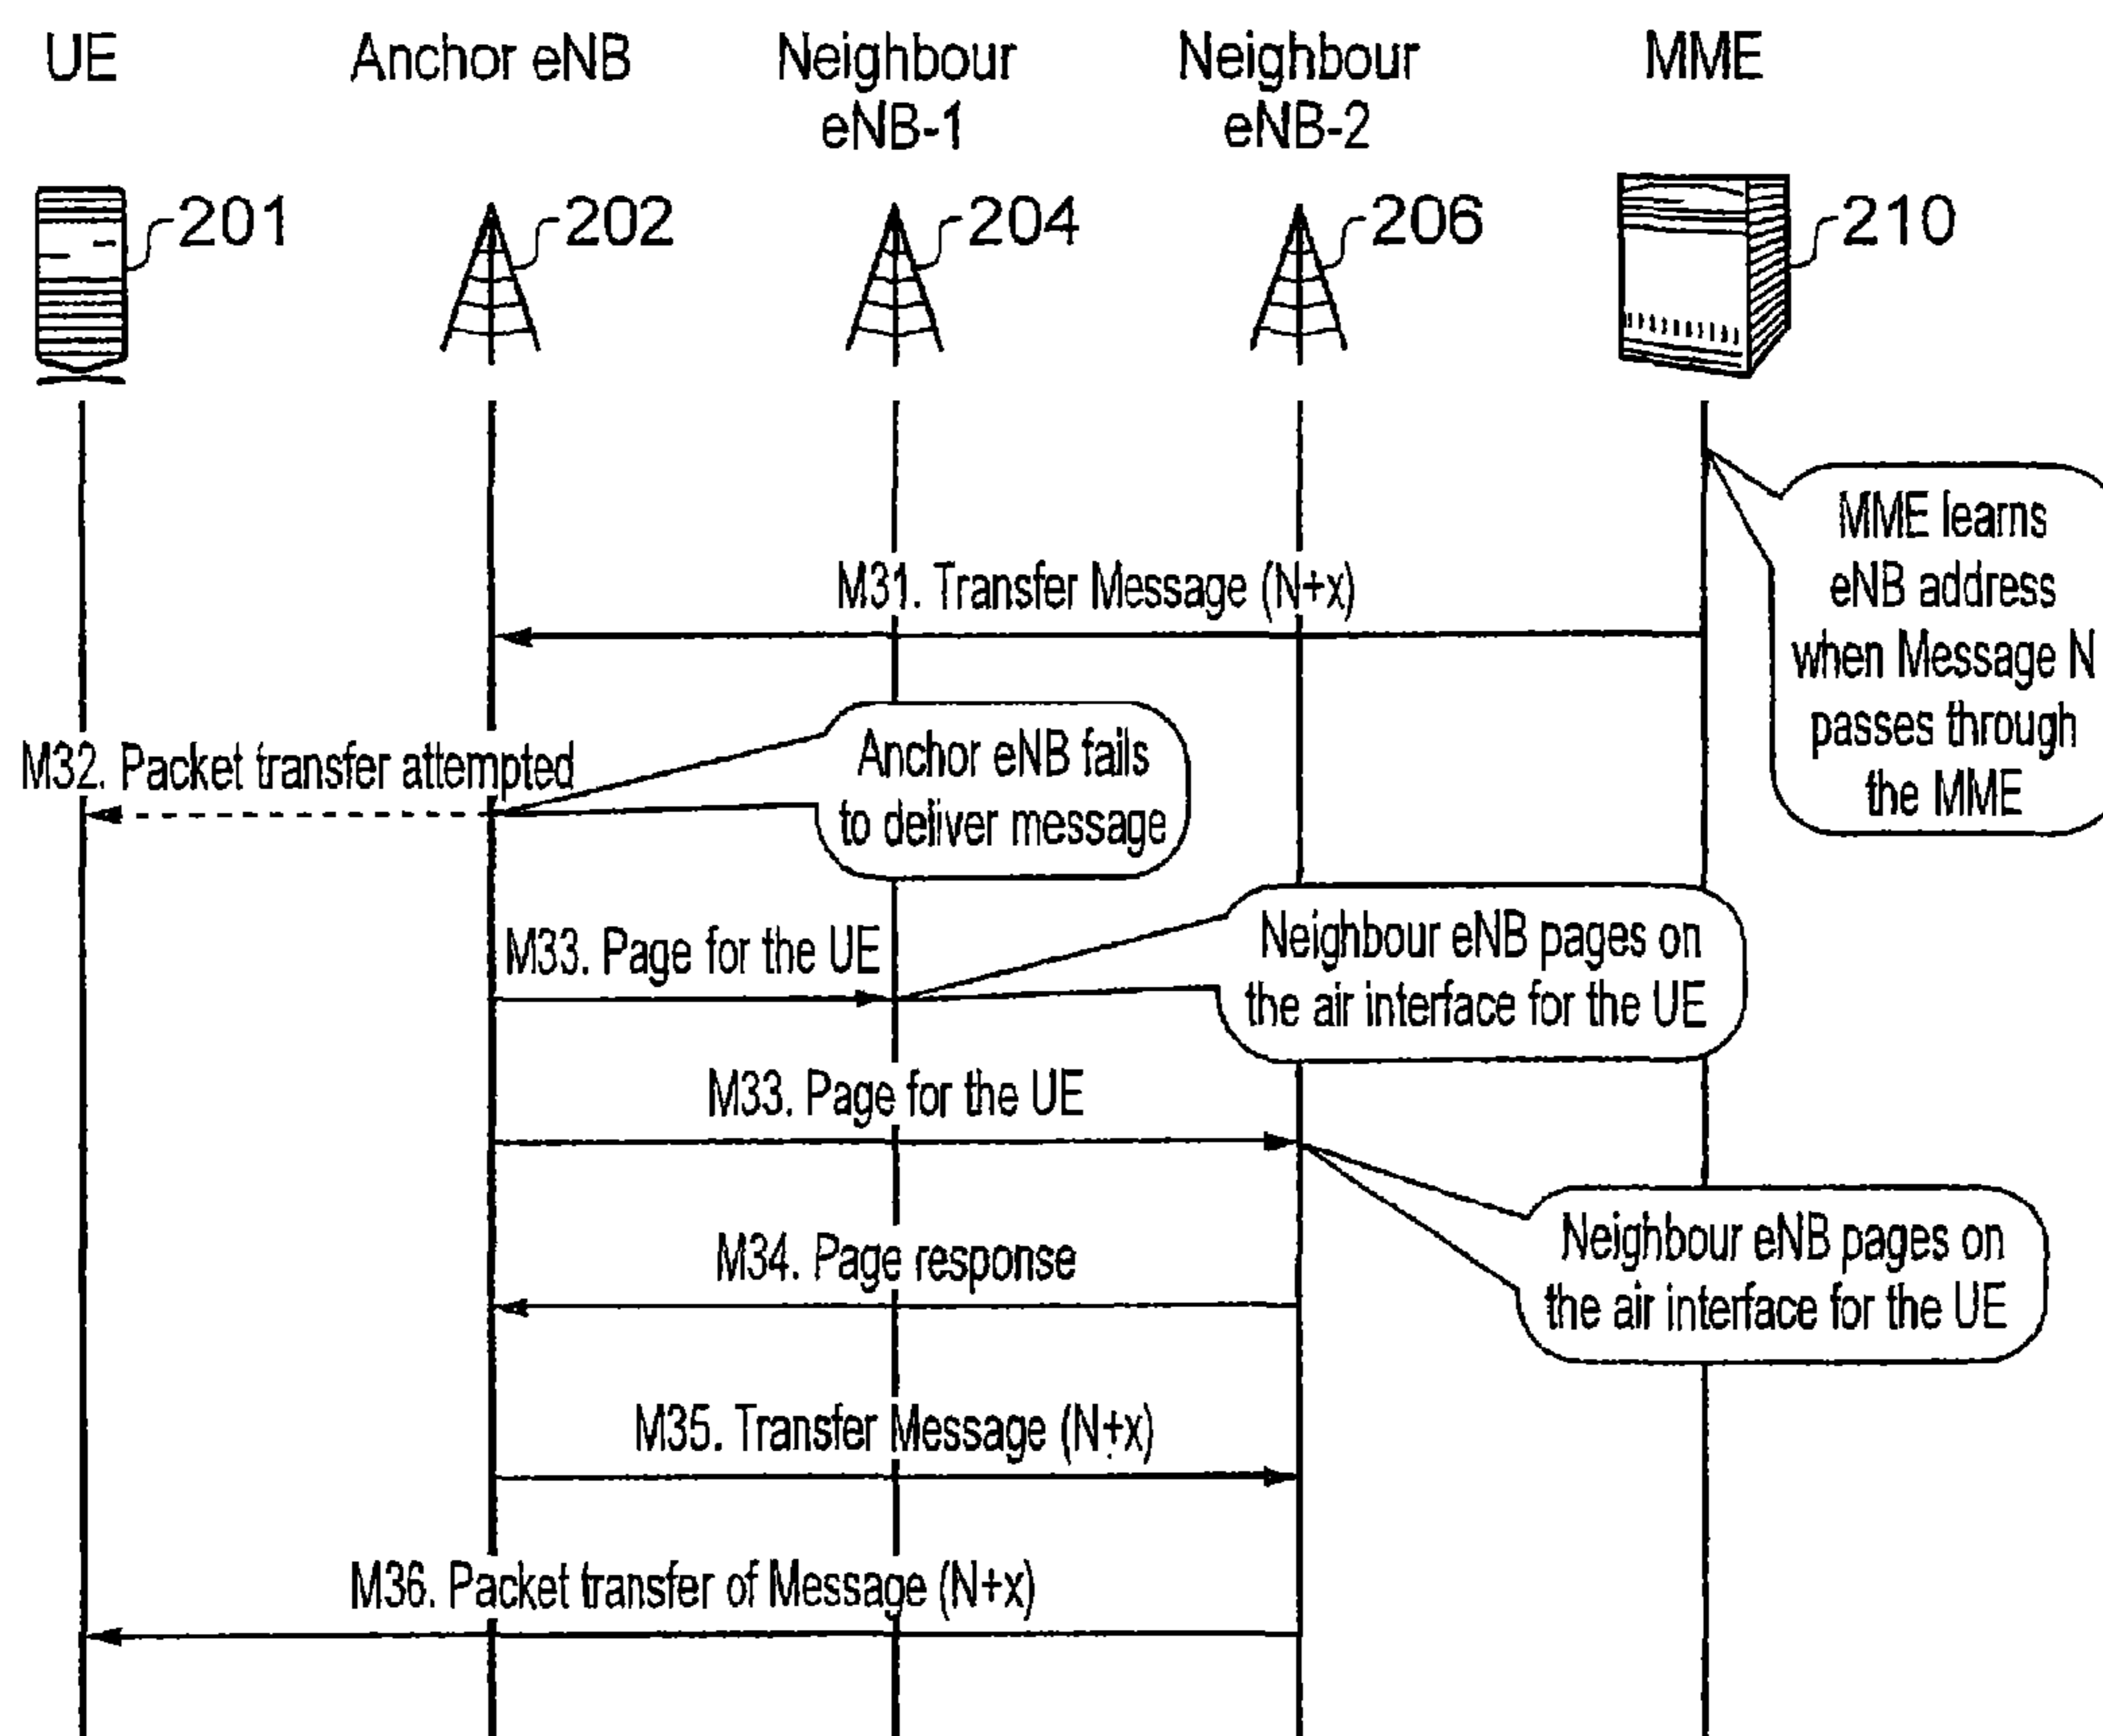 UE
Anchor eNB
Neighbour
eNB-1
Neighbour
eNB-2
MME
201
202
204
206
210
MME learns
eNB address
when Message N
passes through
the MME
M31. Transfer Message (N+x)
M32. Packet transfer attempted
Anchor eNB fails
to deliver message
M33. Page for the UE
Neighbour eNB pages on
the air interface for the UE
M33. Page for the UE
Neighbour eNB pages on
the air interface for the UE
M34. Page response
M35. Transfer Message (N+x)
M36. Packet transfer of Message (N+x)